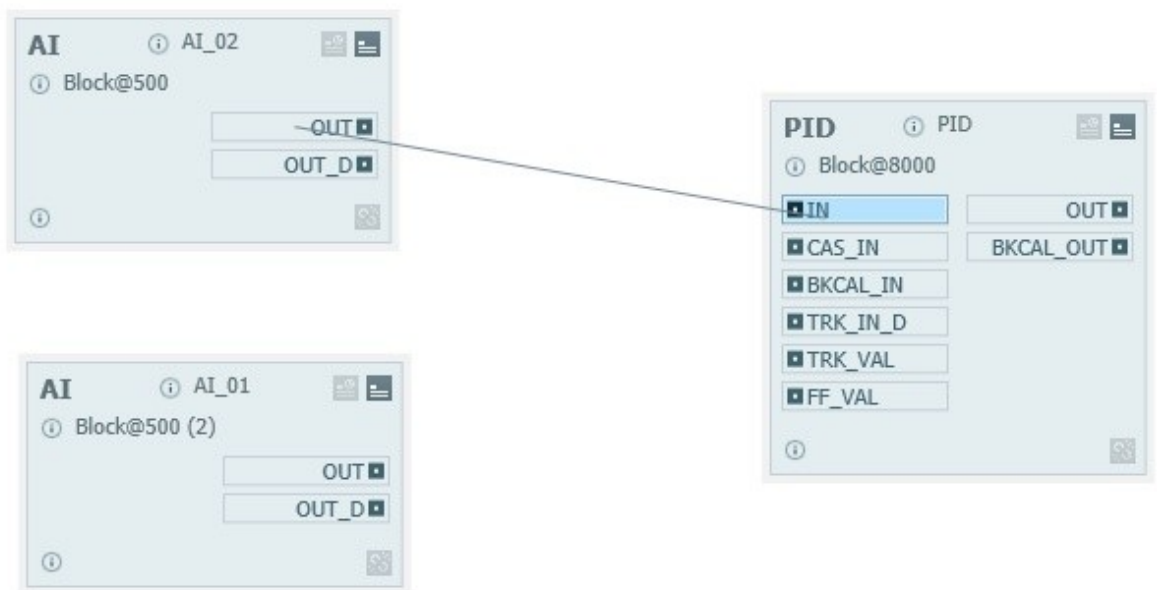 AI AI_02
Block@500
OUT
OUT_D
PID PID
Block@8000
IN OUT
CAS_IN BKCAL_OUT
BKCAL_IN
TRK_IN_D
TRK_VAL
FF_VAL
AI AI_01
Block@500 (2)
OUT
OUT_D